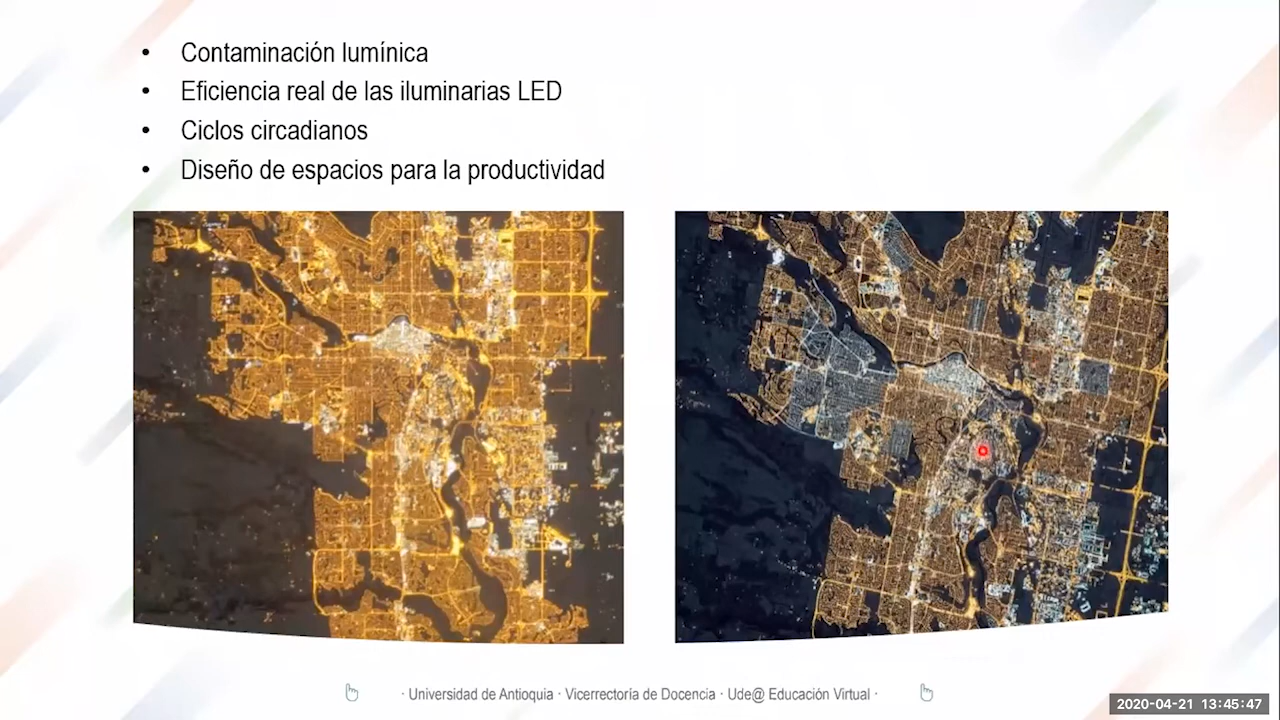 • Contaminación lumínica
• Eficiencia real de las iluminarias LED
• Ciclos circadianos
• Diseño de espacios para la productividad
· Universidad de Antioquia · Vicerrectoría de Docencia · Ude@ Educación Virtual ·
2020-04-21 13:45:47